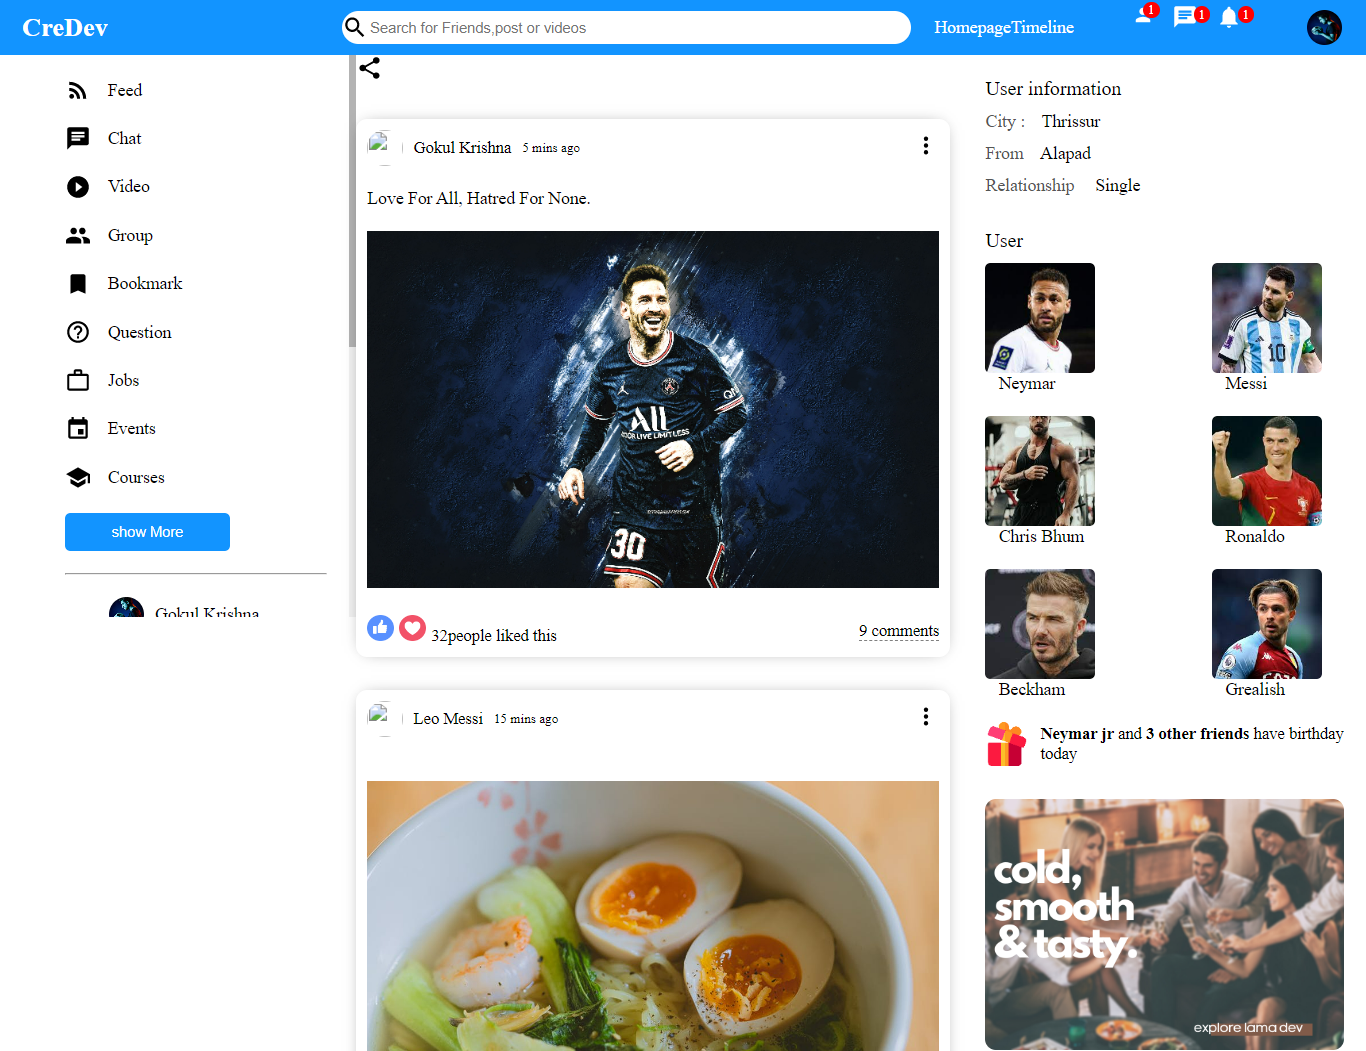 CreDev
Search for Friends,post or videos
HomepageTimeline
1
1
1
Feed
Chat
Video
Group
Bookmark
Question
Jobs
Events
Courses
show More
Gokul Krishna
Gokul Krishna 5 mins ago
Love For All, Hatred For None.
ALL
30
32people liked this
9 comments
Leo Messi 15 mins ago
User information
City : Thrissur
From Alapad
Relationship Single
User
10
Neymar
Messi
7
Chris Bhum
Ronaldo
Beckham
Grealish
Neymar jr and 3 other friends have birthday
today
cold,
smooth
& tasty.
explore lama dev